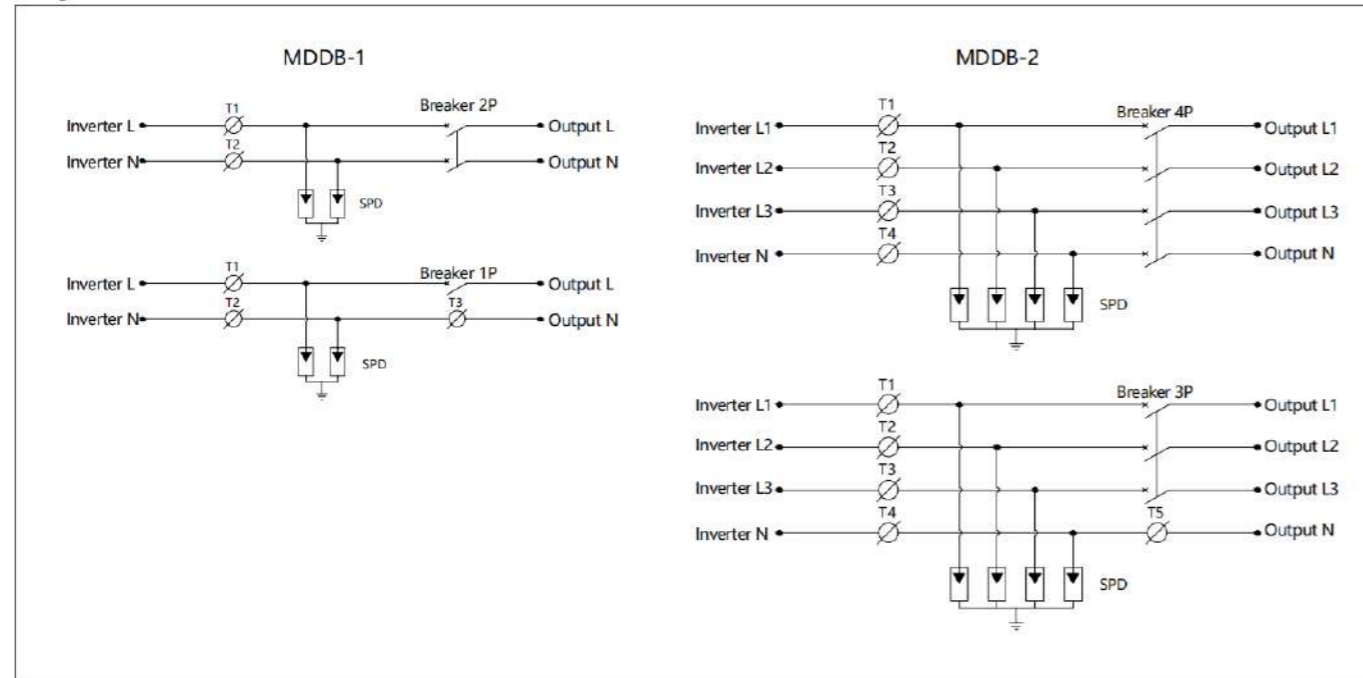 MDDB-1
T1
Breaker 2P
Inverter L
Output L
T2
Inverter N
Output N
SPD
T1
Breaker 1P
Inverter L
Output L
T2
T3
Inverter N
Output N
SPD
MDDB-2
T1
Breaker 4P
Inverter L1
Output L1
T2
Inverter L2
Output L2
T3
Inverter L3
Output L3
T4
Inverter N
Output N
SPD
T1
Breaker 3P
Inverter L1
Output L1
T2
Inverter L2
Output L2
T3
Inverter L3
Output L3
T4
T5
Inverter N
Output N
SPD